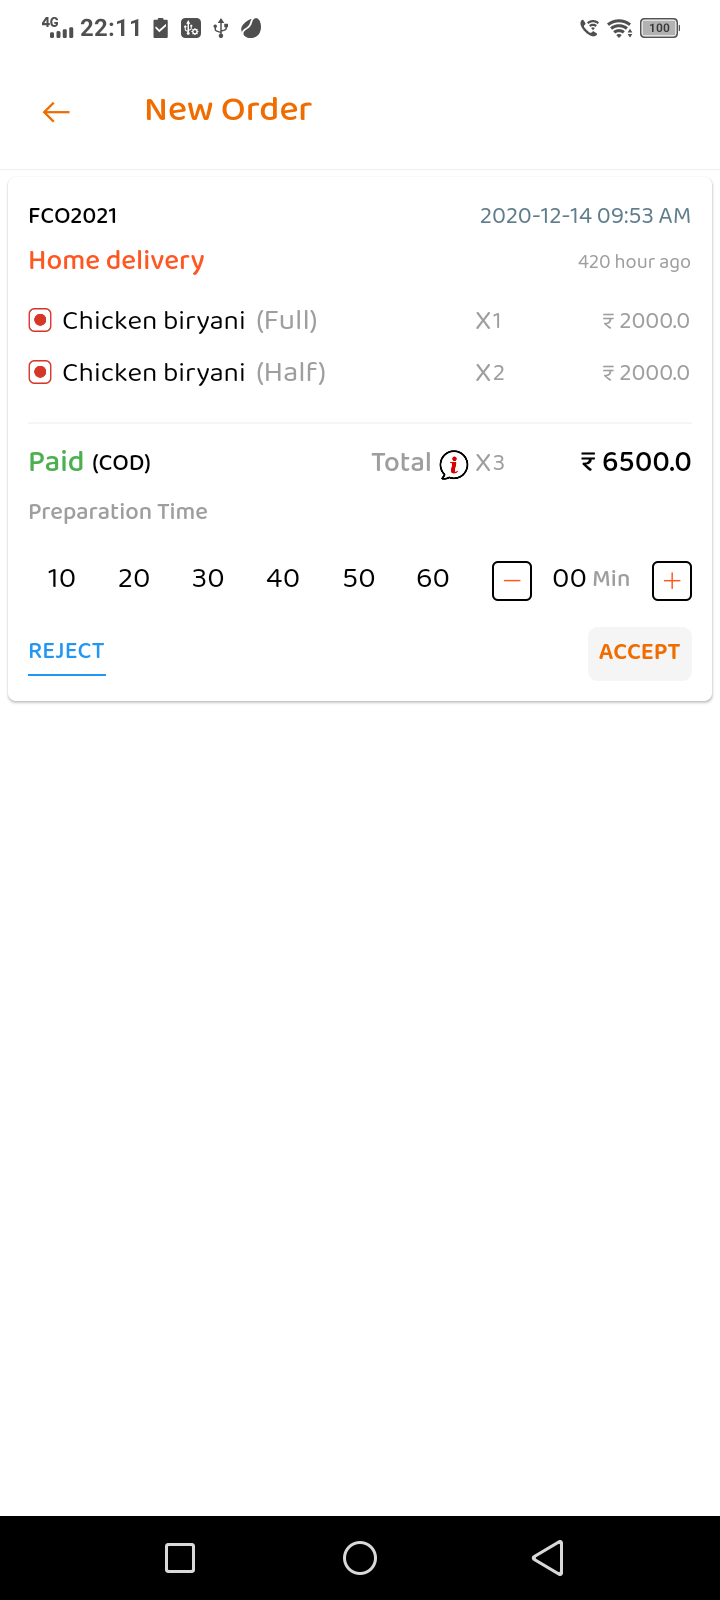 4G 22:11 100
New Order
FCO2021 2020-12-14 09:53 AM
Home delivery 420 hour ago
Chicken biryani (Full) X1 ₹ 2000.0
Chicken biryani (Half) X2 ₹ 2000.0
Paid (COD) Total i X3 ₹ 6500.0
Preparation Time
10 20 30 40 50 60 − 00 Min +
REJECT ACCEPT